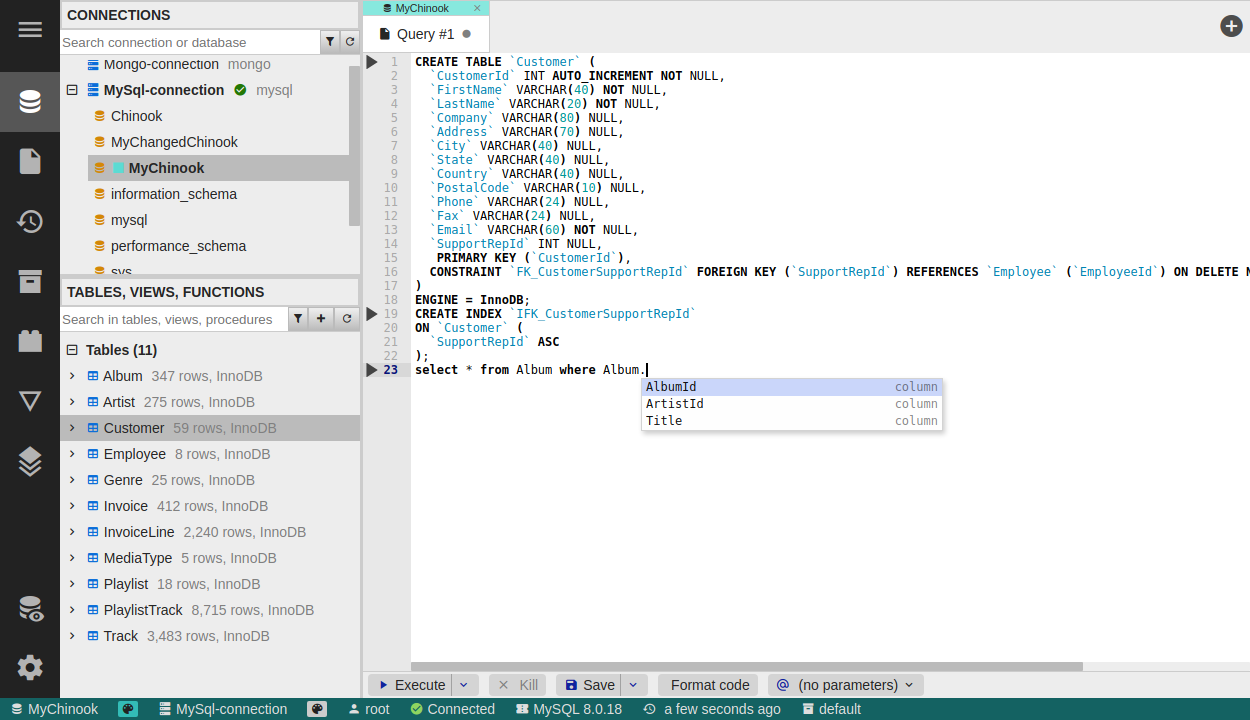 CONNECTIONS
Search connection or database
Mongo-connection mongo
MySql-connection mysql
Chinook
MyChangedChinook
MyChinook
information_schema
mysql
performance_schema
sys
TABLES, VIEWS, FUNCTIONS
Search in tables, views, procedures
Tables (11)
Album 347 rows, InnoDB
Artist 275 rows, InnoDB
Customer 59 rows, InnoDB
Employee 8 rows, InnoDB
Genre 25 rows, InnoDB
Invoice 412 rows, InnoDB
InvoiceLine 2,240 rows, InnoDB
MediaType 5 rows, InnoDB
Playlist 18 rows, InnoDB
PlaylistTrack 8,715 rows, InnoDB
Track 3,483 rows, InnoDB
MyChinook ×
Query #1
1 CREATE TABLE `Customer` (
2 `CustomerId` INT AUTO_INCREMENT NOT NULL,
3 `FirstName` VARCHAR(40) NOT NULL,
4 `LastName` VARCHAR(20) NOT NULL,
5 `Company` VARCHAR(80) NULL,
6 `Address` VARCHAR(70) NULL,
7 `City` VARCHAR(40) NULL,
8 `State` VARCHAR(40) NULL,
9 `Country` VARCHAR(40) NULL,
10 `PostalCode` VARCHAR(10) NULL,
11 `Phone` VARCHAR(24) NULL,
12 `Fax` VARCHAR(24) NULL,
13 `Email` VARCHAR(60) NOT NULL,
14 `SupportRepId` INT NULL,
15 PRIMARY KEY (`CustomerId`),
16 CONSTRAINT `FK_CustomerSupportRepId` FOREIGN KEY (`SupportRepId`) REFERENCES `Employee` (`EmployeeId`) ON DELETE N
17 )
18 ENGINE = InnoDB;
19 CREATE INDEX `IFK_CustomerSupportRepId`
20 ON `Customer` (
21 `SupportRepId` ASC
22 );
23 select * from Album where Album.
AlbumId column
ArtistId column
Title column
Execute Kill Save Format code (no parameters)
MyChinook MySql-connection root Connected MySQL 8.0.18 a few seconds ago default